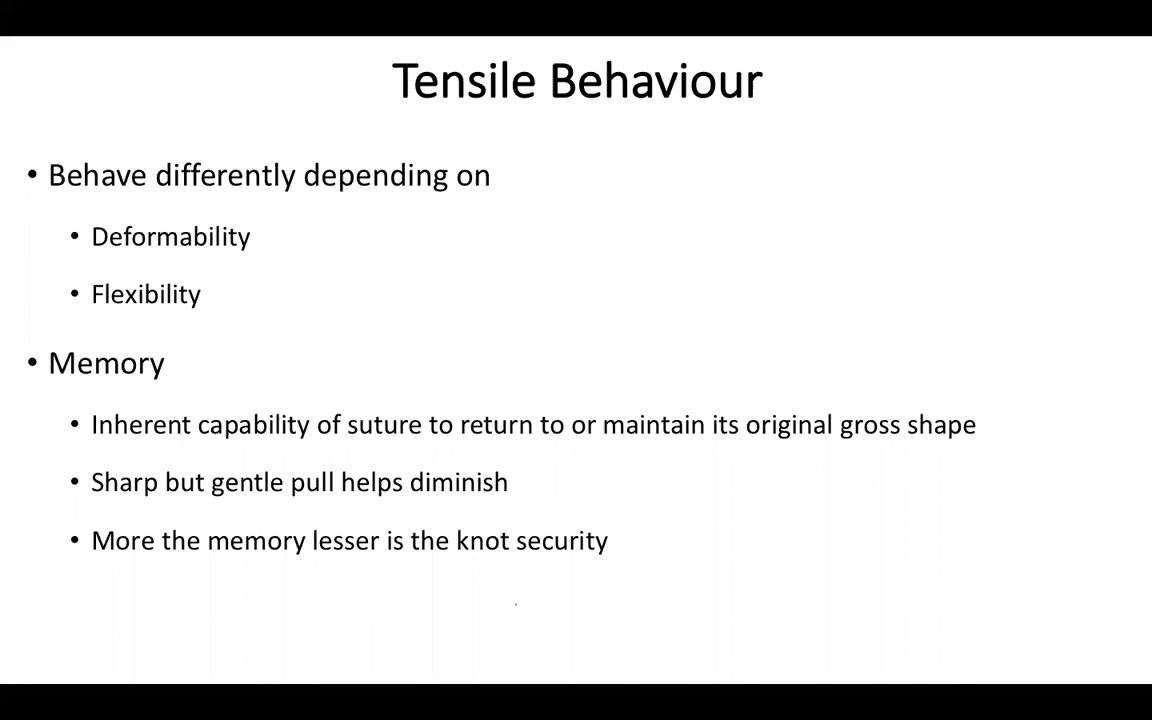 Tensile Behaviour
• Behave differently depending on
• Deformability
• Flexibility
• Memory
• Inherent capability of suture to return to or maintain its original gross shape
• Sharp but gentle pull helps diminish
• More the memory lesser is the knot security